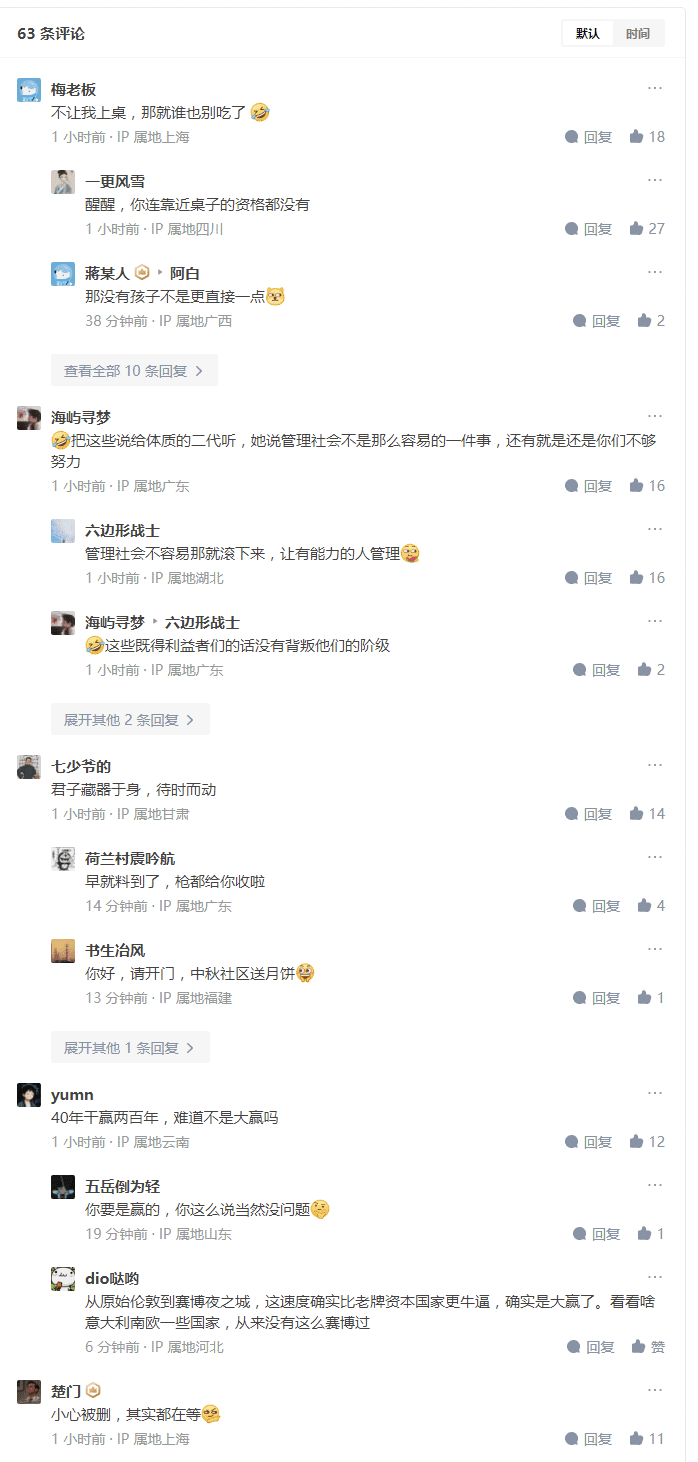 63 条评论
默认 时间
梅老板
不让我上桌，那就谁也别吃了
1 小时前 · IP 属地上海 回复 18
一更风雪
醒醒，你连靠近桌子的资格都没有
1 小时前 · IP 属地四川 回复 27
蔣某人 阿白
那没有孩子不是更直接一点
38 分钟前 · IP 属地广西 回复 2
查看全部 10 条回复
海屿寻梦
把这些说给体质的二代听，她说管理社会不是那么容易的一件事，还有就是还是你们不够
努力
1 小时前 · IP 属地广东 回复 16
六边形战士
管理社会不容易那就滚下来，让有能力的人管理
1 小时前 · IP 属地湖北 回复 16
海屿寻梦 六边形战士
这些既得利益者们的话没有背叛他们的阶级
1 小时前 · IP 属地广东 回复 2
展开其他 2 条回复
七少爷的
君子藏器于身，待时而动
1 小时前 · IP 属地甘肃 回复 14
荷兰村震吟航
早就料到了，枪都给你收啦
14 分钟前 · IP 属地广东 回复 4
书生冶风
你好，请开门，中秋社区送月饼
13 分钟前 · IP 属地福建 回复 1
展开其他 1 条回复
yumn
40年干赢两百年，难道不是大赢吗
1 小时前 · IP 属地云南 回复 12
五岳倒为轻
你要是赢的，你这么说当然没问题
19 分钟前 · IP 属地山东 回复 1
dio哒哟
从原始伦敦到赛博夜之城，这速度确实比老牌资本国家更牛逼，确实是大赢了。看看啥
意大利南欧一些国家，从来没有这么赛博过
6 分钟前 · IP 属地河北 回复 赞
楚门
小心被删，其实都在等
1 小时前 · IP 属地上海 回复 11